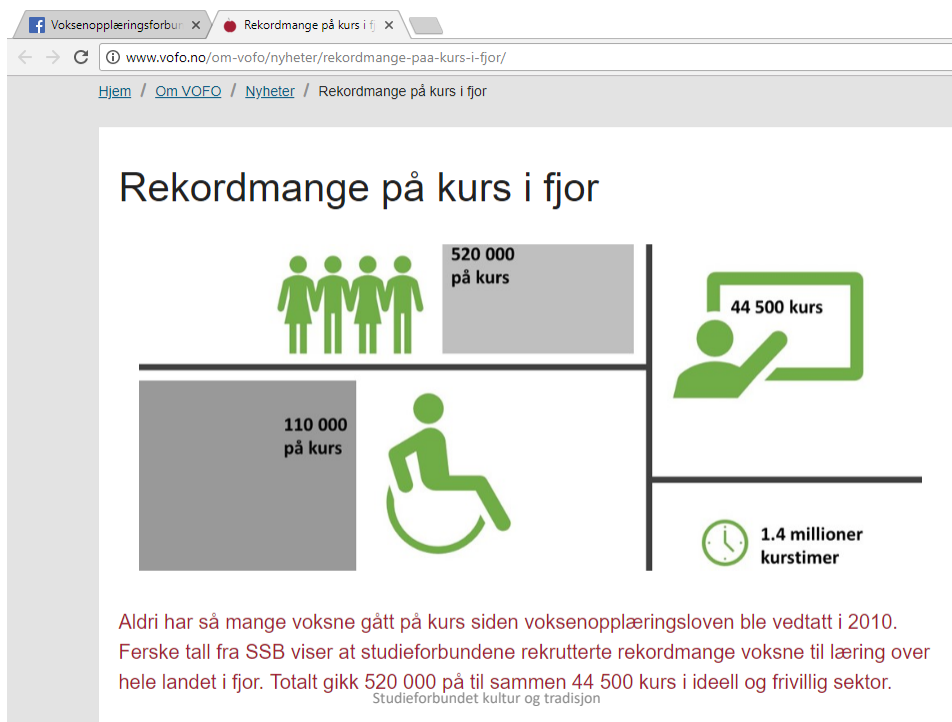 Voksenopplæringsforbun
Rekordmange på kurs i fj
www.vofo.no/om-vofo/nyheter/rekordmange-paa-kurs-i-fjor/
Hjem / Om VOFO / Nyheter / Rekordmange på kurs i fjor
Rekordmange på kurs i fjor
520 000
på kurs
44 500 kurs
110 000
på kurs
1.4 millioner
kurstimer
Aldri har så mange voksne gått på kurs siden voksenopplæringsloven ble vedtatt i 2010.
Ferske tall fra SSB viser at studieforbundene rekrutterte rekordmange voksne til læring over
hele landet i fjor. Totalt gikk 520 000 på til sammen 44 500 kurs i ideell og frivillig sektor.
Studieforbundet kultur og tradisjon